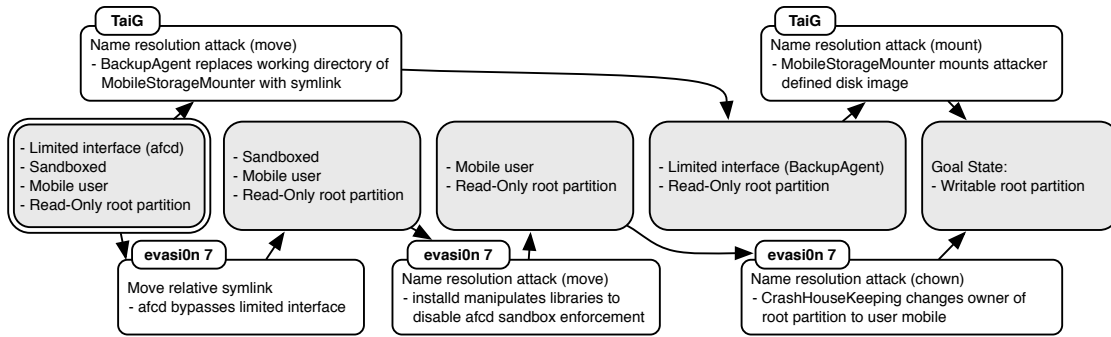 TaiG
Name resolution attack (move)
- BackupAgent replaces working directory of
MobileStorageMounter with symlink
TaiG
Name resolution attack (mount)
- MobileStorageMounter mounts attacker
defined disk image
- Limited interface (afcd)
- Sandboxed
- Mobile user
- Read-Only root partition
- Sandboxed
- Mobile user
- Read-Only root partition
- Mobile user
- Read-Only root partition
- Limited interface (BackupAgent)
- Read-Only root partition
Goal State:
- Writable root partition
evasi0n 7
Move relative symlink
- afcd bypasses limited interface
evasi0n 7
Name resolution attack (move)
- installd manipulates libraries to
disable afcd sandbox enforcement
evasi0n 7
Name resolution attack (chown)
- CrashHouseKeeping changes owner of
root partition to user mobile